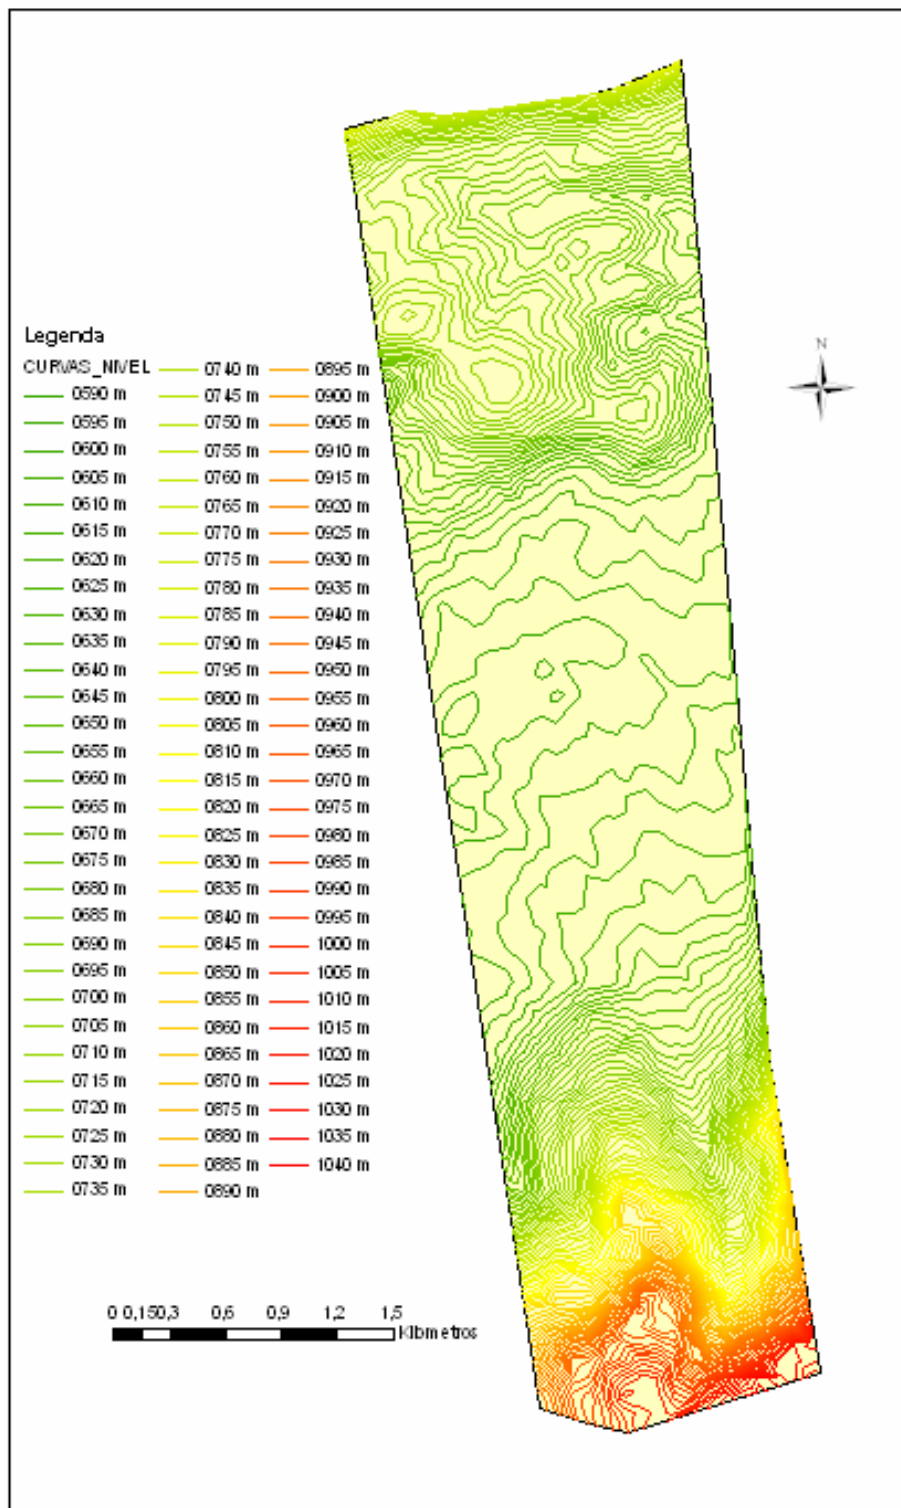 N
Legenda
CURVAS_NIVEL
0590 m
0595 m
0600 m
0605 m
0610 m
0615 m
0620 m
0625 m
0630 m
0635 m
0640 m
0645 m
0650 m
0655 m
0660 m
0665 m
0670 m
0675 m
0680 m
0685 m
0690 m
0695 m
0700 m
0705 m
0710 m
0715 m
0720 m
0725 m
0730 m
0735 m
0740 m
0745 m
0750 m
0755 m
0760 m
0765 m
0770 m
0775 m
0780 m
0785 m
0790 m
0795 m
0800 m
0805 m
0810 m
0815 m
0820 m
0825 m
0830 m
0835 m
0840 m
0845 m
0850 m
0855 m
0860 m
0865 m
0870 m
0875 m
0880 m
0885 m
0890 m
0895 m
0900 m
0905 m
0910 m
0915 m
0920 m
0925 m
0930 m
0935 m
0940 m
0945 m
0950 m
0955 m
0960 m
0965 m
0970 m
0975 m
0980 m
0985 m
0990 m
0995 m
1000 m
1005 m
1010 m
1015 m
1020 m
1025 m
1030 m
1035 m
1040 m
0 0,150,3 0,6 0,9 1,2 1,5
Kilômetros